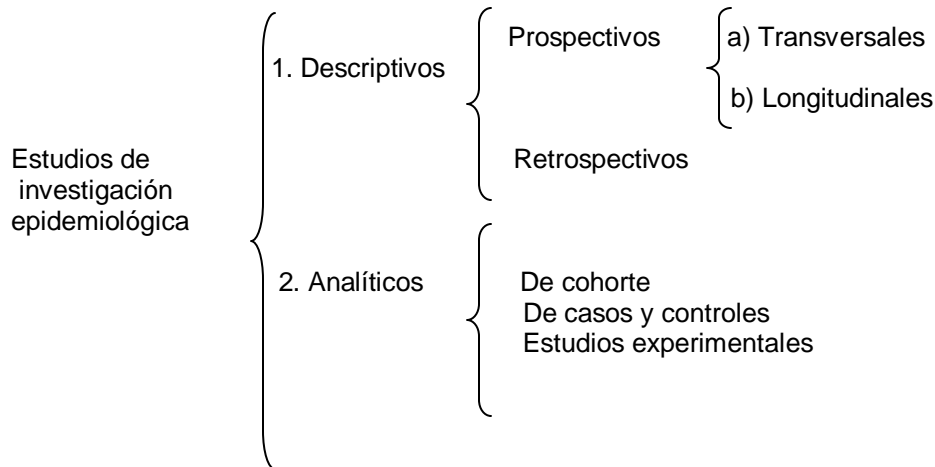 Estudios de
investigación
epidemiológica
1. Descriptivos
Prospectivos
a) Transversales
b) Longitudinales
Retrospectivos
2. Analíticos
De cohorte
De casos y controles
Estudios experimentales